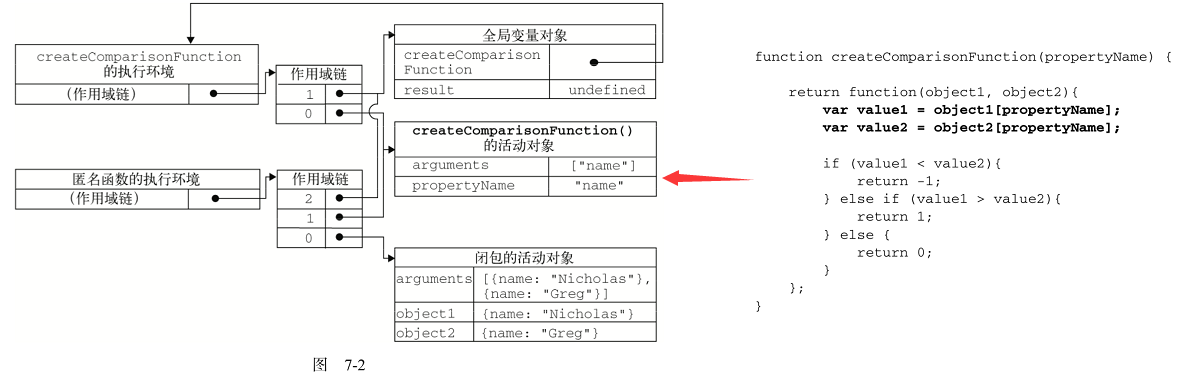 createComparisonFunction
的执行环境
(作用域链)
作用域链
1
0
全局变量对象
createComparison
Function
result undefined
createComparisonFunction()
的活动对象
arguments ["name"]
propertyName "name"
匿名函数的执行环境
(作用域链)
作用域链
2
1
0
闭包的活动对象
arguments [{name: "Nicholas"},
{name: "Greg"}]
object1 {name: "Nicholas"}
object2 {name: "Greg"}
图 7-2
function createComparisonFunction(propertyName) {
return function(object1, object2){
var value1 = object1[propertyName];
var value2 = object2[propertyName];
if (value1 < value2){
return -1;
} else if (value1 > value2){
return 1;
} else {
return 0;
}
};
}